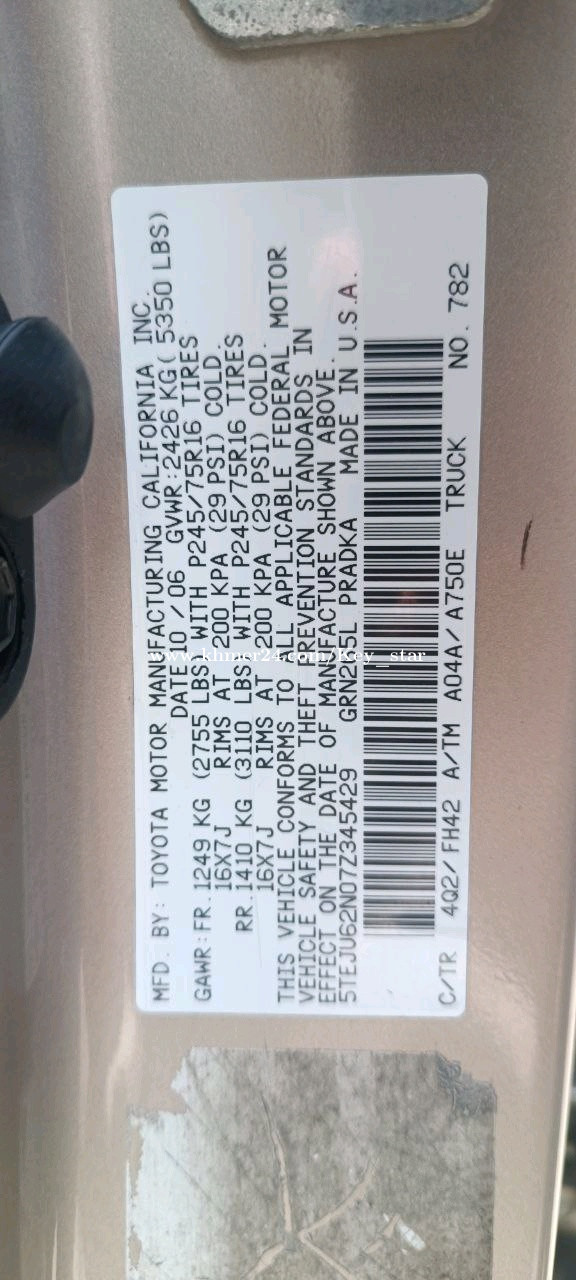 MFD. BY: TOYOTA MOTOR MANUFACTURING CALIFORNIA INC.
DATE 10 / 06 GVWR:2426 KG( 5350 LBS)
GAWR:FR.1249 KG (2755 LBS) WITH P245/75R16 TIRES
16X7J RIMS AT 200 KPA (29 PSI) COLD.
RR.1410 KG (3110 LBS) WITH P245/75R16 TIRES
16X7J RIMS AT 200 KPA (29 PSI) COLD.
THIS VEHICLE CONFORMS TO ALL APPLICABLE FEDERAL MOTOR
VEHICLE SAFETY AND THEFT PREVENTION STANDARDS IN
EFFECT ON THE DATE OF MANUFACTURE SHOWN ABOVE.
5TEJU62N07Z345429 GRN265L PRADKA MADE IN U.S.A.
C/TR 4Q2/ FH42 A/TM A04A/ A750E TRUCK NO. 782
www.khmer24.com/Key_star